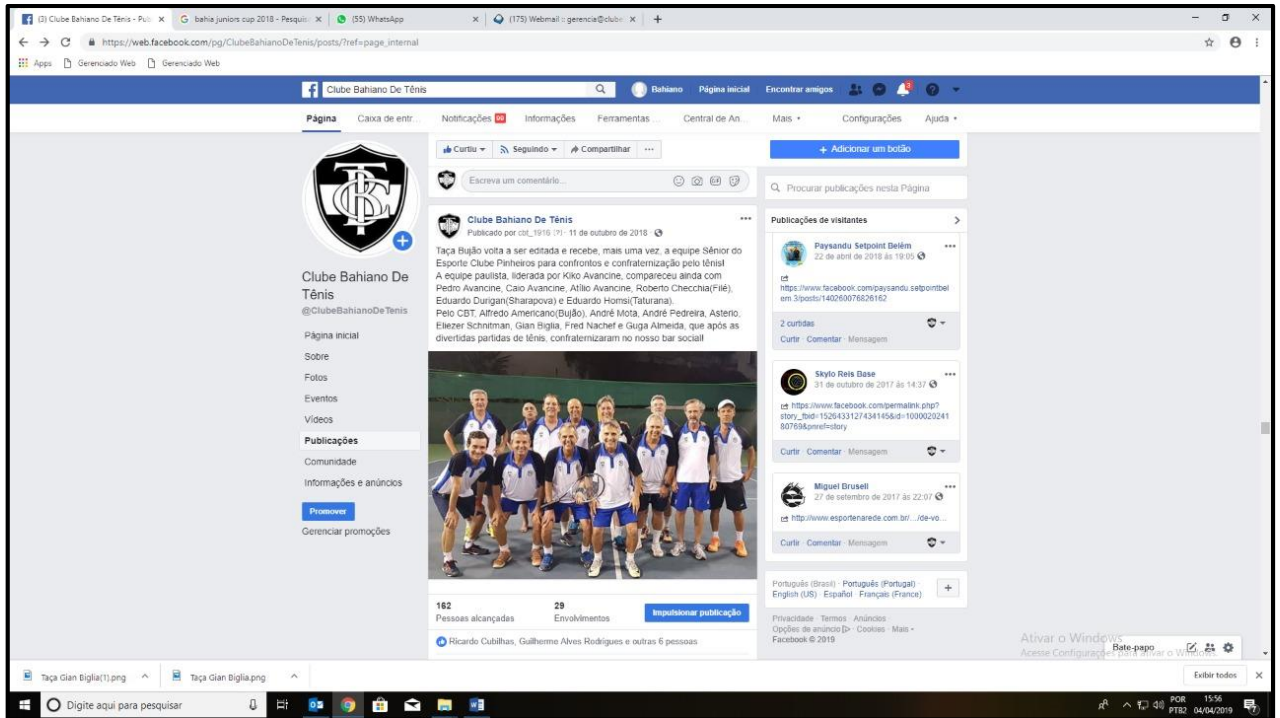 (3) Clube Bahiano De Tênis - Pub
bahia juniors cup 2018 - Pesquis
(55) WhatsApp
(175) Webmail :: gerencia@clube
https://web.facebook.com/pg/ClubeBahianoDeTenis/posts/?ref=page_internal
Apps Gerenciado Web Gerenciado Web
Clube Bahiano De Tênis
Bahiano Página inicial Encontrar amigos
Página Caixa de entr... Notificações 99 Informações Ferramentas ... Central de An... Mais Configurações Ajuda
Curtiu Seguindo Compartilhar ...
+ Adicionar um botão
Clube Bahiano De Tênis
@ClubeBahianoDeTenis
Página inicial
Sobre
Fotos
Eventos
Vídeos
Publicações
Comunidade
Informações e anúncios
Promover
Gerenciar promoções
Escreva um comentário...
Clube Bahiano De Tênis
Publicado por cbt_1916 [?] · 11 de outubro de 2018 ·
Taça Bujão volta a ser editada e recebe, mais uma vez, a equipe Sênior do
Esporte Clube Pinheiros para confrontos e confraternização pelo tênis!
A equipe paulista, liderada por Kiko Avancine, compareceu ainda com
Pedro Avancine, Caio Avancine, Atílio Avancine, Roberto Checchia(Filé),
Eduardo Durigan(Sharapova) e Eduardo Homsi(Taturana).
Pelo CBT, Alfredo Americano(Bujão), André Mota, André Pedreira, Asterio,
Eliezer Schnitman, Gian Biglia, Fred Nachef e Guga Almeida, que após as
divertidas partidas de tênis, confraternizaram no nosso bar social!
162
Pessoas alcançadas
29
Envolvimentos
Impulsionar publicação
Ricardo Cubilhas, Guilherme Alves Rodrigues e outras 6 pessoas
Procurar publicações nesta Página
Publicações de visitantes
Paysandu Setpoint Belém
22 de abril de 2018 às 19:05
https://www.facebook.com/paysandu.setpointbel
em.3/posts/140260076826162
2 curtidas
Curtir · Comentar · Mensagem
Skylo Reis Base
31 de outubro de 2017 às 14:37
https://www.facebook.com/permalink.php?
story_fbid=1526433127434145&id=1000020241
80769&pnref=story
Curtir · Comentar · Mensagem
Miguel Brusell
27 de setembro de 2017 às 22:07
http://www.esportenarede.com.br/.../de-vo...
Curtir · Comentar · Mensagem
Português (Brasil) · Português (Portugal)
English (US) · Español · Français (France)
Privacidade · Termos · Anúncios ·
Opções de anúncio · Cookies · Mais
Facebook © 2019
Ativar o Windows
Acesse Configurações para ativar o Windows.
Bate-papo
Taça Gian Biglia(1).png
Taça Gian Biglia.png
Exibir todos
Digite aqui para pesquisar
POR
PTB2
15:56
04/04/2019